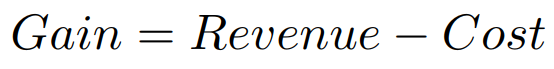 Gain = Revenue − Cost